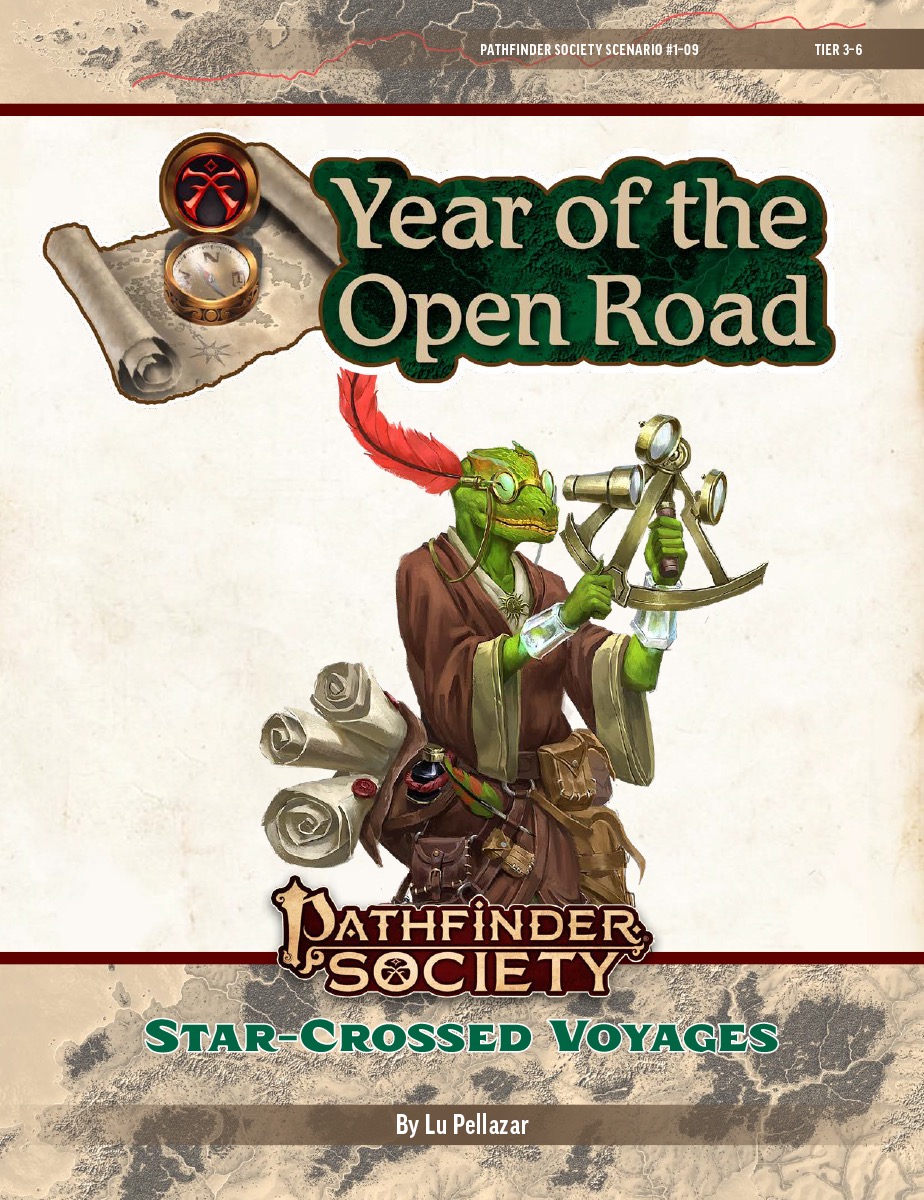 PATHFINDER SOCIETY SCENARIO #1-09
TIER 3-6
Year of the
Open Road
N
E
PATHFINDER
SOCIETY
STAR-CROSSED VOYAGES
By Lu Pellazar